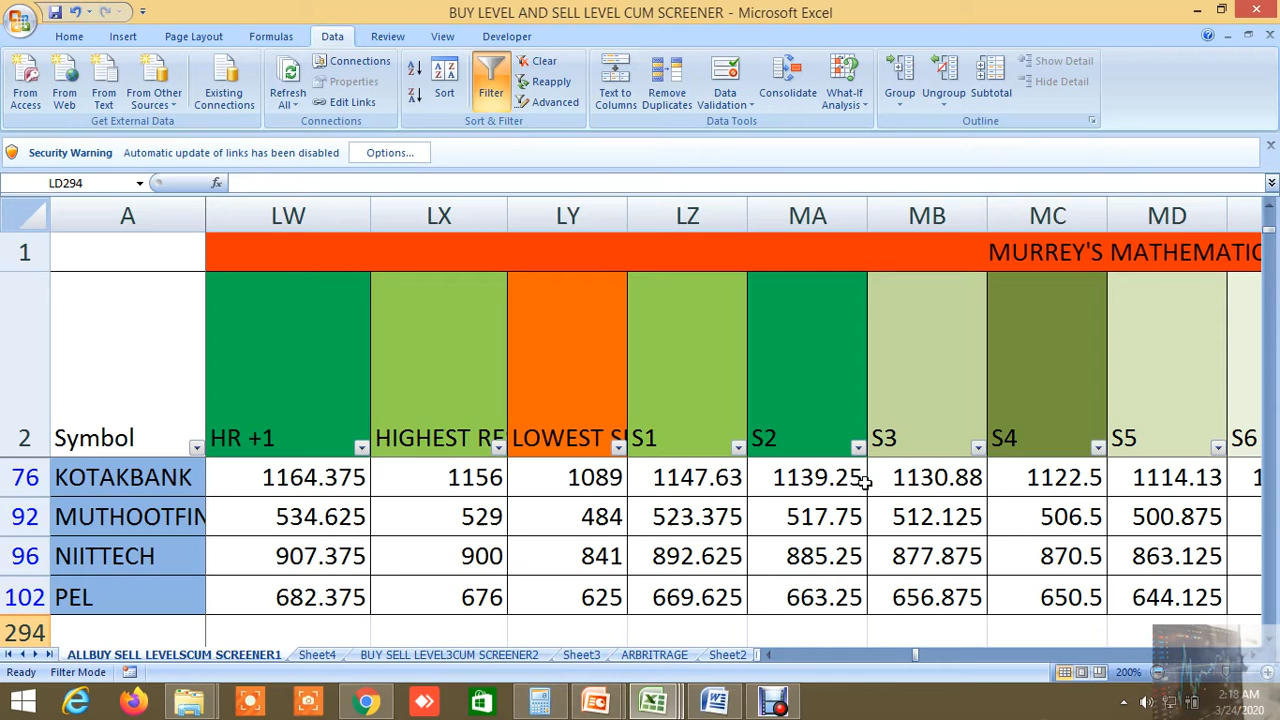 BUY LEVEL AND SELL LEVEL CUM SCREENER - Microsoft Excel
Home Insert Page Layout Formulas Data Review View Developer
From Access
From Web
From Text
From Other Sources
Existing Connections
Get External Data
Refresh All
Connections
Properties
Edit Links
Connections
Sort
Filter
Clear
Reapply
Advanced
Sort & Filter
Text to Columns
Remove Duplicates
Data Validation
Consolidate
What-If Analysis
Data Tools
Group
Ungroup
Subtotal
Show Detail
Hide Detail
Outline
Security Warning Automatic update of links has been disabled Options...
LD294 fx
A LW LX LY LZ MA MB MC MD
1 MURREY'S MATHEMATIC
2 Symbol HR +1 HIGHEST RE LOWEST S S1 S2 S3 S4 S5 S6
76 KOTAKBANK 1164.375 1156 1089 1147.63 1139.25 1130.88 1122.5 1114.13 1
92 MUTHOOTFIN 534.625 529 484 523.375 517.75 512.125 506.5 500.875
96 NIITTECH 907.375 900 841 892.625 885.25 877.875 870.5 863.125
102 PEL 682.375 676 625 669.625 663.25 656.875 650.5 644.125
294
ALLBUY SELL LEVELSCUM SCREENER1 Sheet4 BUY SELL LEVEL3CUM SCREENER2 Sheet3 ARBITRAGE Sheet2
Ready Filter Mode 200%
2:18 AM
3/24/2020